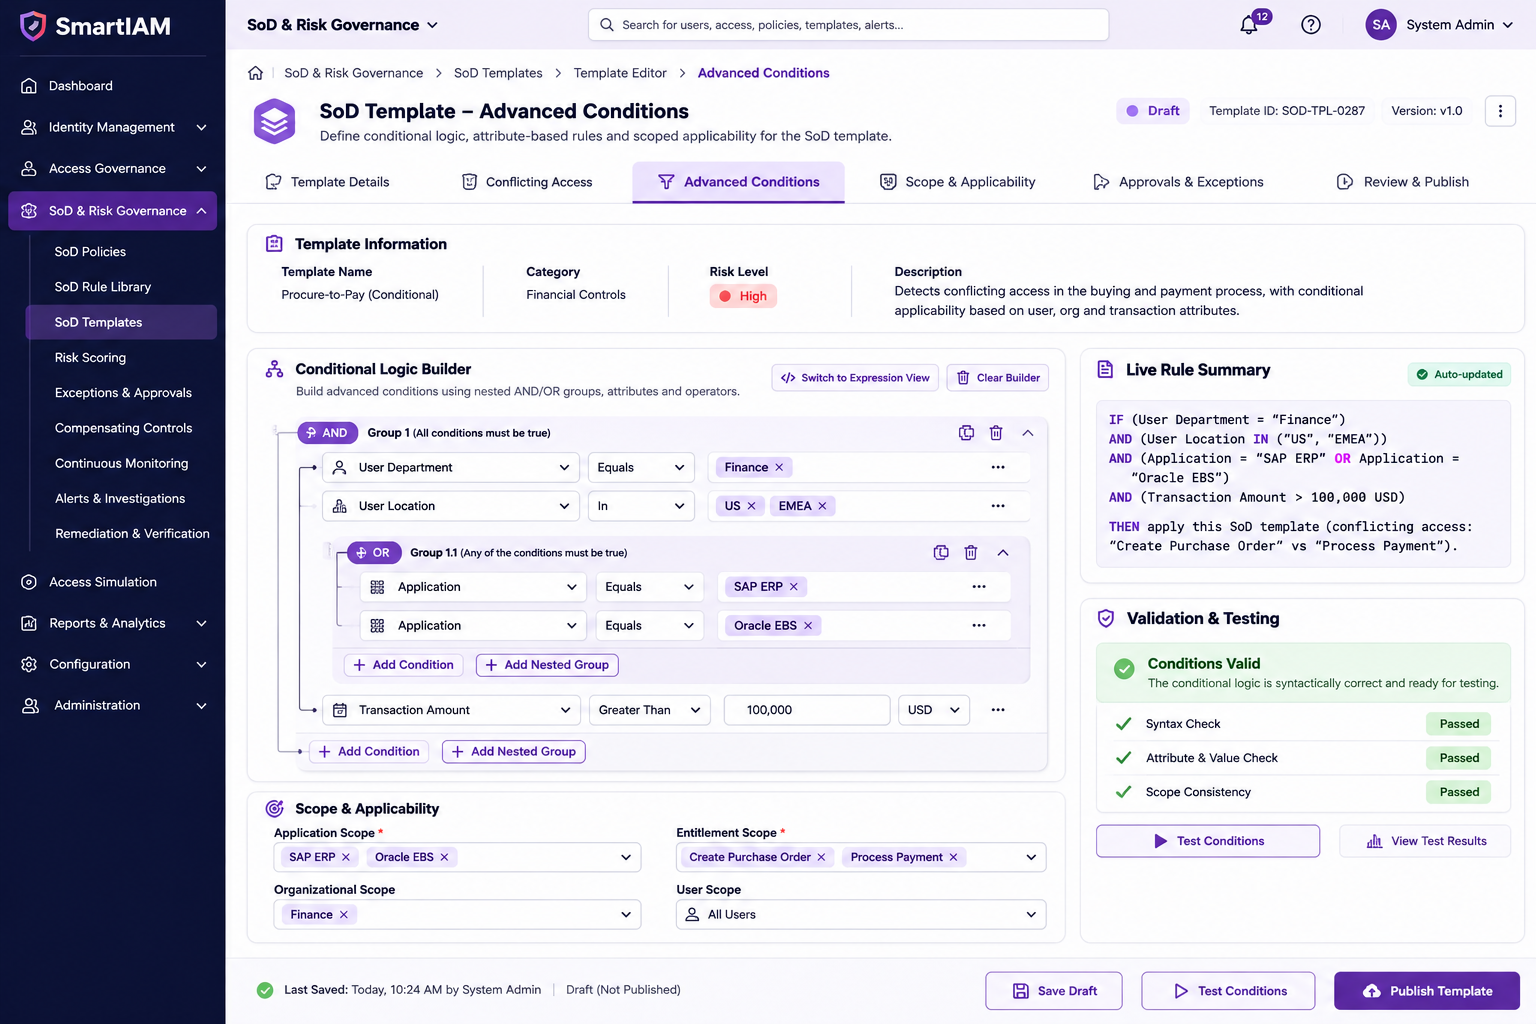 SmartIAM
SoD & Risk Governance
Search for users, access, policies, templates, alerts...
12
SA
System Admin
Dashboard
Identity Management
Access Governance
SoD & Risk Governance
SoD Policies
SoD Rule Library
SoD Templates
Risk Scoring
Exceptions & Approvals
Compensating Controls
Continuous Monitoring
Alerts & Investigations
Remediation & Verification
Access Simulation
Reports & Analytics
Configuration
Administration
SoD & Risk Governance > SoD Templates > Template Editor > Advanced Conditions
SoD Template – Advanced Conditions
Define conditional logic, attribute-based rules and scoped applicability for the SoD template.
Draft
Template ID: SOD-TPL-0287
Version: v1.0
Template Details
Conflicting Access
Advanced Conditions
Scope & Applicability
Approvals & Exceptions
Review & Publish
Template Information
Template Name
Procure-to-Pay (Conditional)
Category
Financial Controls
Risk Level
High
Description
Detects conflicting access in the buying and payment process, with conditional
applicability based on user, org and transaction attributes.
Conditional Logic Builder
Build advanced conditions using nested AND/OR groups, attributes and operators.
</> Switch to Expression View
Clear Builder
AND Group 1 (All conditions must be true)
User Department Equals Finance ×
User Location In US × EMEA ×
OR Group 1.1 (Any of the conditions must be true)
Application Equals SAP ERP ×
Application Equals Oracle EBS ×
+ Add Condition + Add Nested Group
Transaction Amount Greater Than 100,000 USD
+ Add Condition + Add Nested Group
Scope & Applicability
Application Scope *
SAP ERP × Oracle EBS ×
Entitlement Scope *
Create Purchase Order × Process Payment ×
Organizational Scope
Finance ×
User Scope
All Users
Live Rule Summary
Auto-updated
IF (User Department = “Finance”)
AND (User Location IN (”US”, “EMEA”))
AND (Application = “SAP ERP” OR Application =
“Oracle EBS”)
AND (Transaction Amount > 100,000 USD)
THEN apply this SoD template (conflicting access:
“Create Purchase Order” vs “Process Payment”).
Validation & Testing
Conditions Valid
The conditional logic is syntactically correct and ready for testing.
Syntax Check Passed
Attribute & Value Check Passed
Scope Consistency Passed
Test Conditions
View Test Results
Last Saved: Today, 10:24 AM by System Admin | Draft (Not Published)
Save Draft
Test Conditions
Publish Template